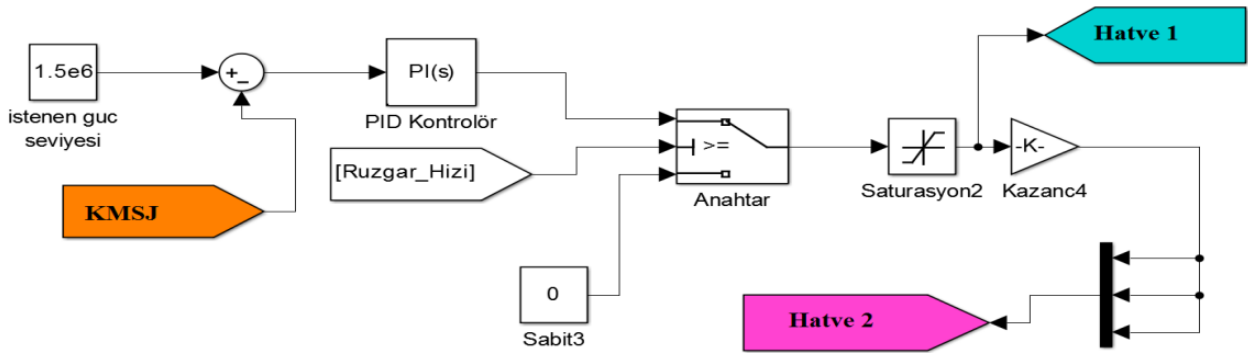 Hatve 1
1.5e6
+
-
PI(s)
istenen guc
seviyesi
PID Kontrolör
[Ruzgar_Hizi]
>=
Anahtar
Saturasyon2
-K-
Kazanc4
KMSJ
0
Sabit3
Hatve 2